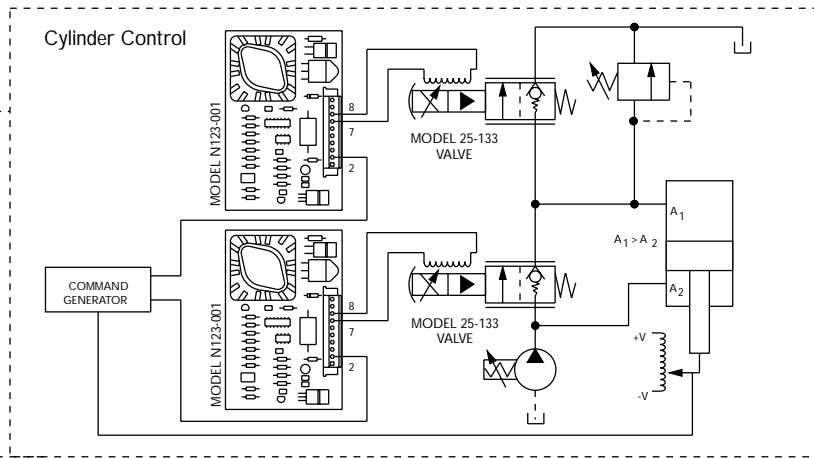 Cylinder Control
MODEL N123-001
8
7
2
MODEL 25-133
VALVE
A1
A1 > A2
A2
COMMAND
GENERATOR
MODEL N123-001
8
7
2
MODEL 25-133
VALVE
+V
-V